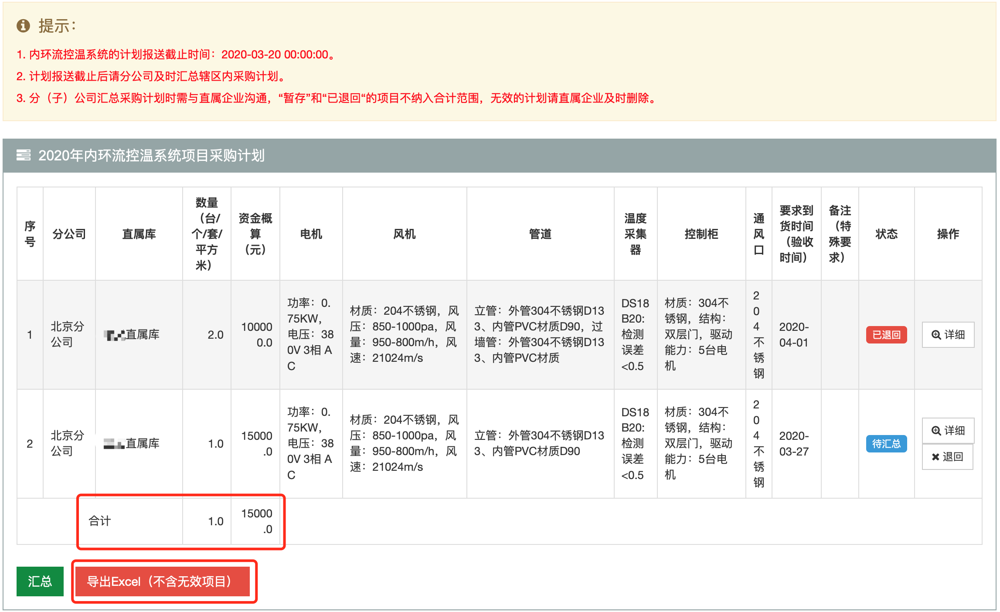 提示：
1. 内环流控温系统的计划报送截止时间：2020-03-20 00:00:00。
2. 计划报送截止后请分公司及时汇总辖区内采购计划。
3. 分（子）公司汇总采购计划时需与直属企业沟通，“暂存”和“已退回“的项目不纳入合计范围，无效的计划请直属企业及时删除。
2020年内环流控温系统项目采购计划
序
号
分公司
直属库
数量
（台/
个/套/
平方
米）
资金概
算
（元）
电机
风机
管道
温度
采集
器
控制柜
通
风
口
要求到
货时间
（验收
时间）
备注
（特
殊要
求）
状态
操作
1
北京分
公司
直属库
2.0
10000
0.0
功率：0.
75KW，
电压：38
0V 3相 A
C
材质：204不锈钢，风
压：850-1000pa，风
量：950-800m/h，风
速：21024m/s
立管：外管304不锈钢D13
3、内管PVC材质D90，过
墙管：外管304不锈钢D13
3、内管PVC材质
DS18
B20:
检测
误差
<0.5
材质：304不
锈钢，结构：
双层门，驱动
能力：5台电
机
2
0
4
不
锈
钢
2020-
04-01
已退回
详细
2
北京分
公司
直属库
1.0
15000
.0
功率：0.
75KW，
电压：38
0V 3相 A
C
材质：204不锈钢，风
压：850-1000pa，风
量：950-800m/h，风
速：21024m/s
立管：外管304不锈钢D13
3、内管PVC材质D90
DS18
B20:
检测
误差
<0.5
材质：304不
锈钢，结构：
双层门，驱动
能力：5台电
机
2
0
4
不
锈
钢
2020-
03-27
待汇总
详细
退回
合计
1.0
15000
.0
汇总
导出Excel（不含无效项目）